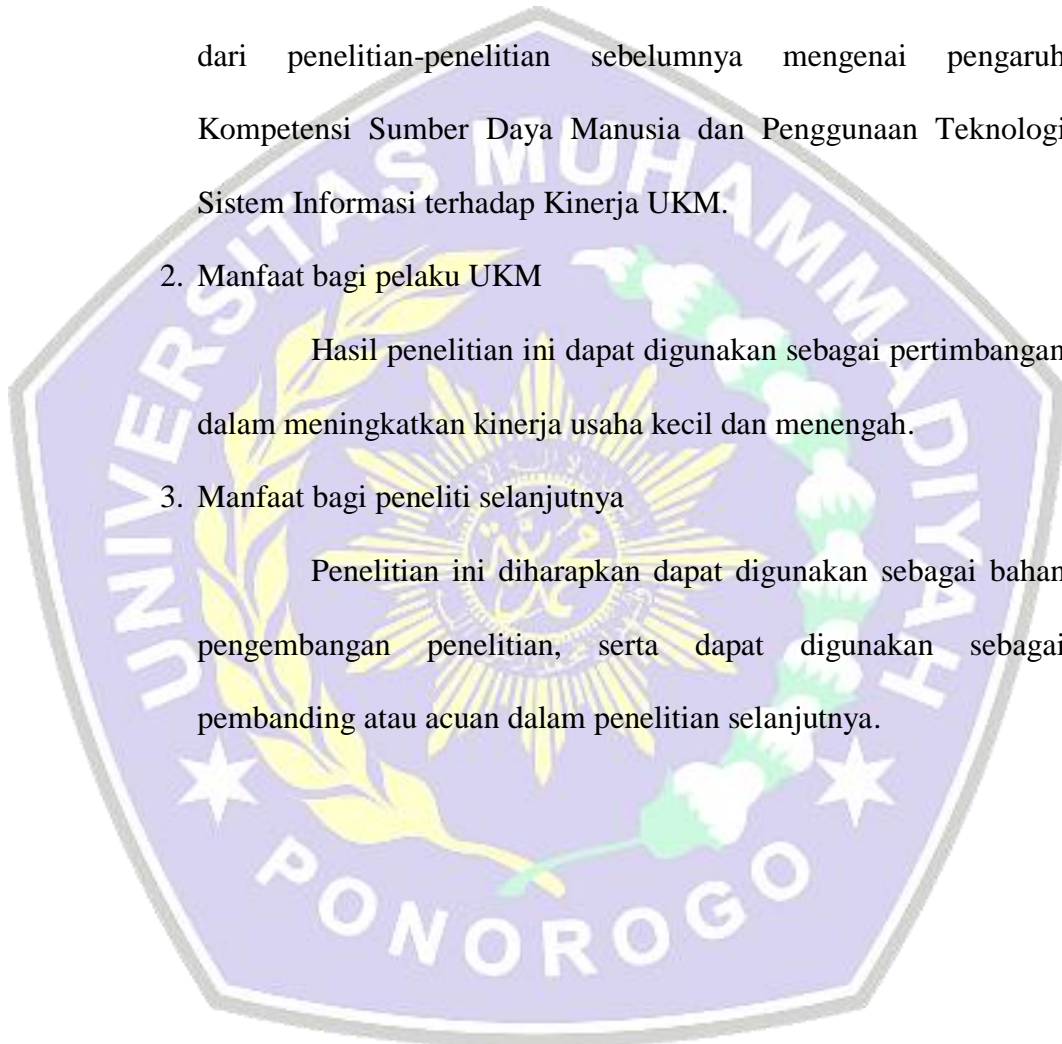 dari penelitian-penelitian sebelumnya mengenai pengaruh
Kompetensi Sumber Daya Manusia dan Penggunaan Teknologi
Sistem Informasi terhadap Kinerja UKM.
2. Manfaat bagi pelaku UKM
Hasil penelitian ini dapat digunakan sebagai pertimbangan
dalam meningkatkan kinerja usaha kecil dan menengah.
3. Manfaat bagi peneliti selanjutnya
Penelitian ini diharapkan dapat digunakan sebagai bahan
pengembangan penelitian, serta dapat digunakan sebagai
pembanding atau acuan dalam penelitian selanjutnya.
UNIVERSITAS MUHAMMADIYAH
PONOROGO